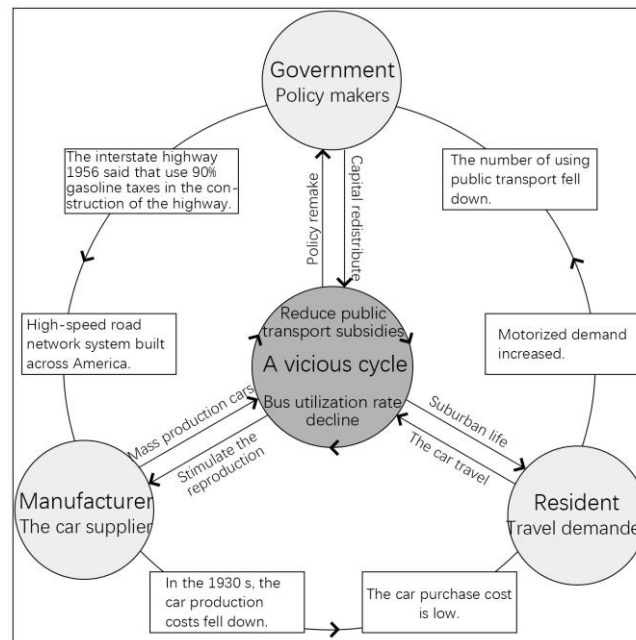 Government
Policy makers
The interstate highway
1956 said that use 90%
gasoline taxes in the con-
struction of the highway.
The number of using
public transport fell
down.
Policy remake
Capital redistribute
High-speed road
network system built
across America.
Reduce public
transport subsidies
A vicious cycle
Bus utilization rate
decline
Motorized demand
increased.
Mass production cars
Stimulate the
reproduction
Suburban life
The car travel
Manufacturer
The car supplier
Resident
Travel demande
In the 1930 s, the
car production
costs fell down.
The car purchase cost
is low.